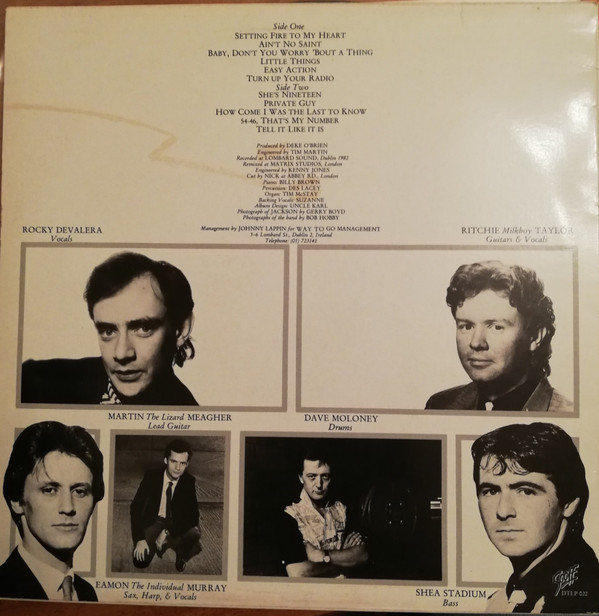 Side One
SETTING FIRE TO MY HEART
AIN'T NO SAINT
BABY, DON'T YOU WORRY 'BOUT A THING
LITTLE THINGS
EASY ACTION
TURN UP YOUR RADIO
Side Two
SHE'S NINETEEN
PRIVATE GUY
HOW COME I WAS THE LAST TO KNOW
54-46, THAT'S MY NUMBER
TELL IT LIKE IT IS
Produced by DEKE O'BRIEN
Engineered by TIM MARTIN
Recorded at LOMBARD SOUND, Dublin 1982
Remixed at MATRIX STUDIOS, London
Engineered by KENNY JONES
Cut by NICK at ABBEY RD., London
Piano: BILLY BROWN
Percussion: DES LACEY
Organ: TIM McSTAY
Backing Vocals: SUZANNE
Album Design: UNCLE KARL
Photograph of JACKSON by GERRY BOYD
Photographs of the band by BOB HOBBY
Management by JOHNNY LAPPIN for WAY TO GO MANAGEMENT
5-6 Lombard St., Dublin 2, Ireland
Telephone: (01) 723141
ROCKY DEVALERA
Vocals
RITCHIE Milkboy TAYLOR
Guitars & Vocals
MARTIN The Lizard MEAGHER
Lead Guitar
DAVE MOLONEY
Drums
EAMON The Individual MURRAY
Sax, Harp, & Vocals
SHEA STADIUM
Bass
DTLP 022